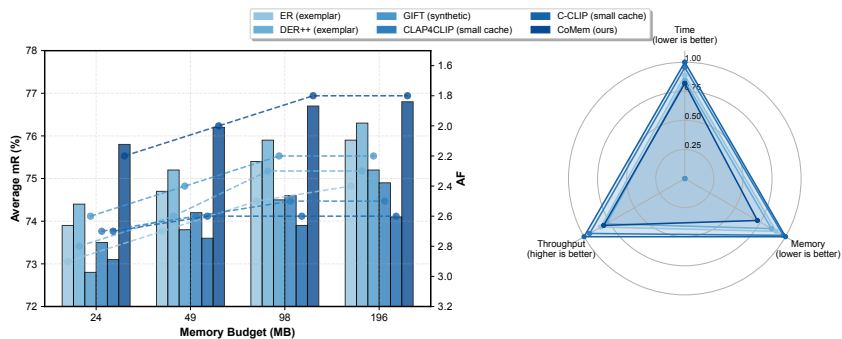 ER (exemplar)
GIFT (synthetic)
C-CLIP (small cache)
DER++ (exemplar)
CLAP4CLIP (small cache)
CoMem (ours)
78
77
76
75
74
73
72
Average mR (%)
24
49
98
196
Memory Budget (MB)
1.6
1.8
2.0
2.2
2.4
2.6
2.8
3.0
3.2
AF
Time
(lower is better)
1.00
0.75
0.50
0.25
Throughput
(higher is better)
Memory
(lower is better)